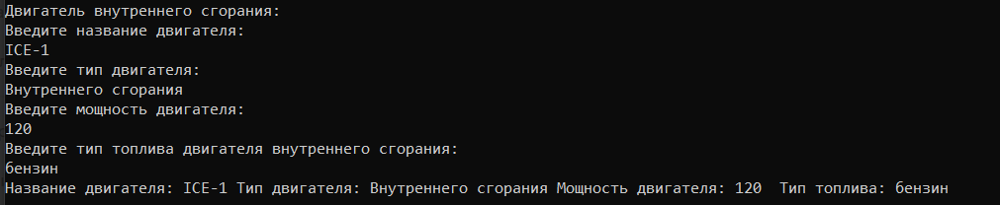 Двигатель внутреннего сгорания:
Введите название двигателя:
ICE-1
Введите тип двигателя:
Внутреннего сгорания
Введите мощность двигателя:
120
Введите тип топлива двигателя внутреннего сгорания:
бензин
Название двигателя: ICE-1 Тип двигателя: Внутреннего сгорания Мощность двигателя: 120  Тип топлива: бензин